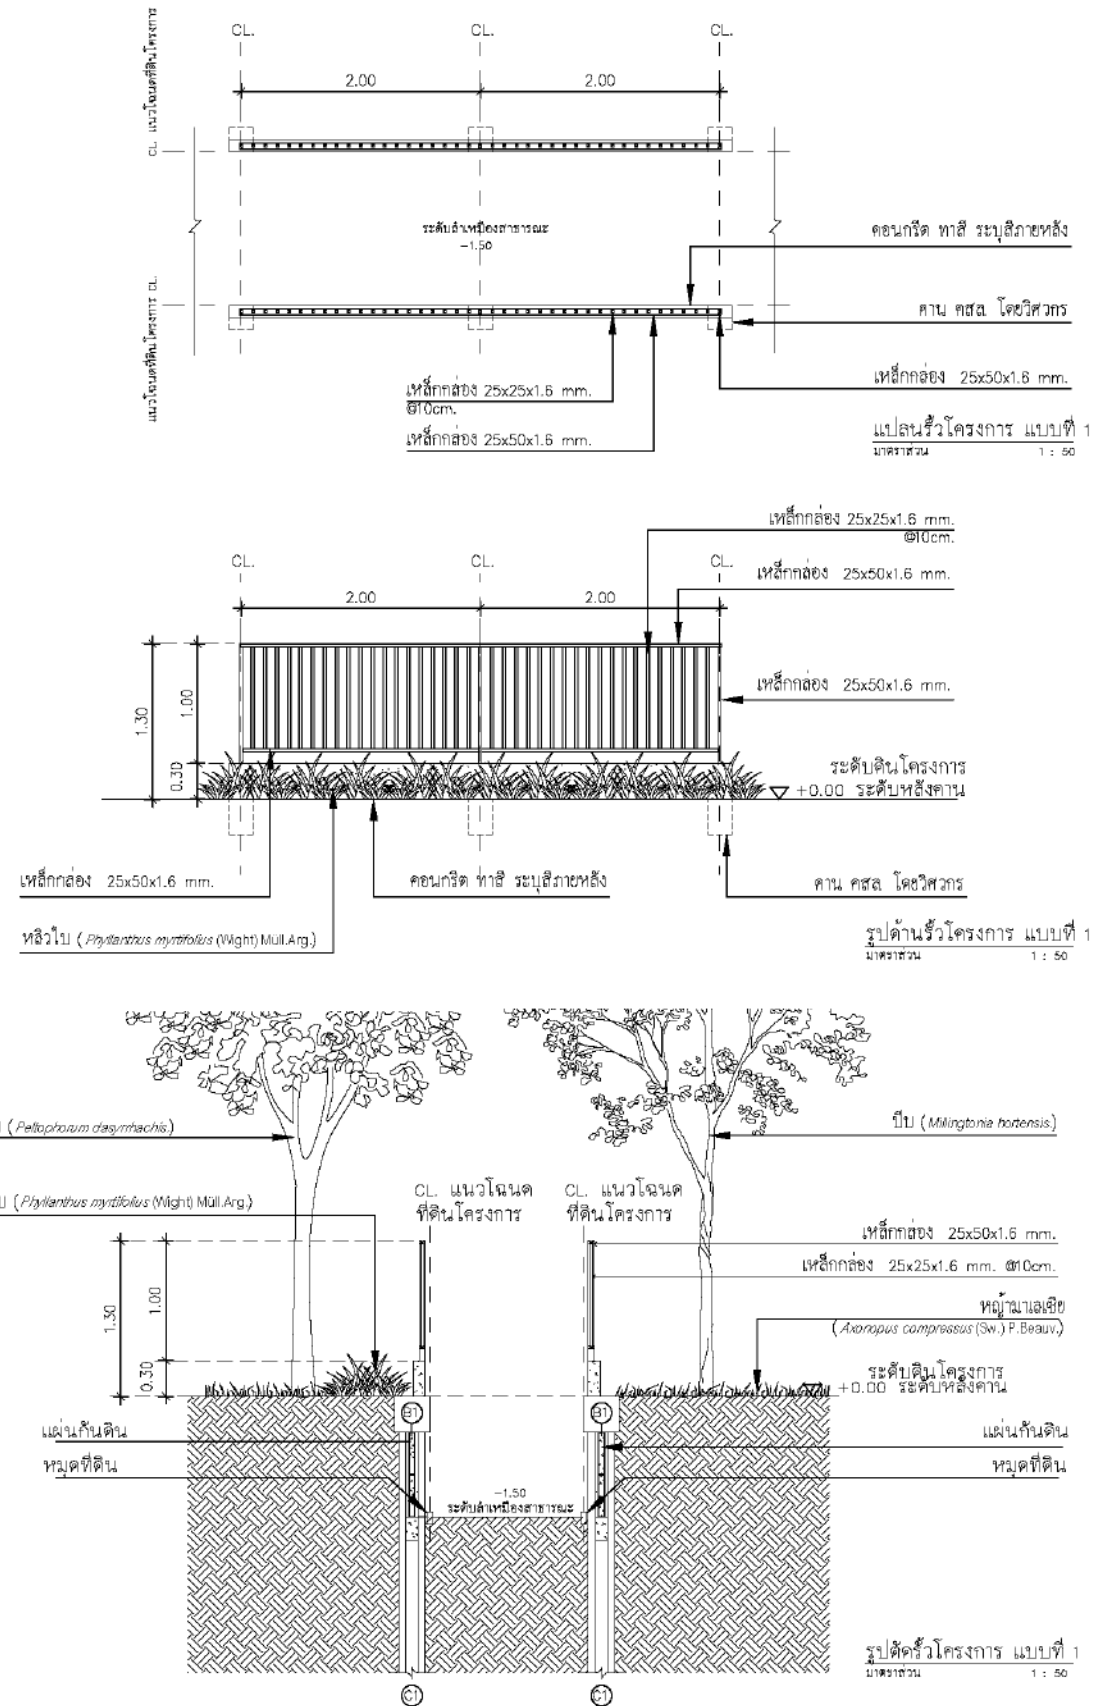 CL. CL. CL.
CL. แนวโฉนดที่ดินโครงการ
2.00 2.00
ระดับลำเหมืองสาธารณะ
-1.50
คอนกรีต ทาสี ระบุสีภายหลัง
แนวโฉนดที่ดินโครงการ CL.
คาน คสล. โดยวิศวกร
เหล็กกล่อง 25x25x1.6 mm.
@10cm.
เหล็กกล่อง 25x50x1.6 mm.
เหล็กกล่อง 25x50x1.6 mm.
แปลนรั้วโครงการ แบบที่ 1
มาตราส่วน 1 : 50
เหล็กกล่อง 25x25x1.6 mm.
@10cm.
CL. CL. CL.
เหล็กกล่อง 25x50x1.6 mm.
2.00 2.00
1.30
1.00
0.30
เหล็กกล่อง 25x50x1.6 mm.
ระดับดินโครงการ
+0.00 ระดับหลังคาน
เหล็กกล่อง 25x50x1.6 mm.
คอนกรีต ทาสี ระบุสีภายหลัง
คาน คสล. โดยวิศวกร
หลิวใบ (Phyllanthus myrtifolius (Wight) Müll.Arg.)
รูปด้านรั้วโครงการ แบบที่ 1
มาตราส่วน 1 : 50
(Peltophorum dasyrrhachis.)
ปีบ (Millingtonia hortensis.)
(Phyllanthus myrtifolius (Wight) Müll.Arg.)
CL. แนวโฉนด
ที่ดินโครงการ
CL. แนวโฉนด
ที่ดินโครงการ
เหล็กกล่อง 25x50x1.6 mm.
เหล็กกล่อง 25x25x1.6 mm. @10cm.
1.30
1.00
0.30
หญ้ามาเลเซีย
(Axonopus compressus (Sw.) P.Beauv.)
ระดับดินโครงการ
+0.00 ระดับหลังคาน
B1 B1
แผ่นกันดิน
แผ่นกันดิน
หมุดที่ดิน
หมุดที่ดิน
-1.50
ระดับลำเหมืองสาธารณะ
รูปตัดรั้วโครงการ แบบที่ 1
มาตราส่วน 1 : 50
C1 C1